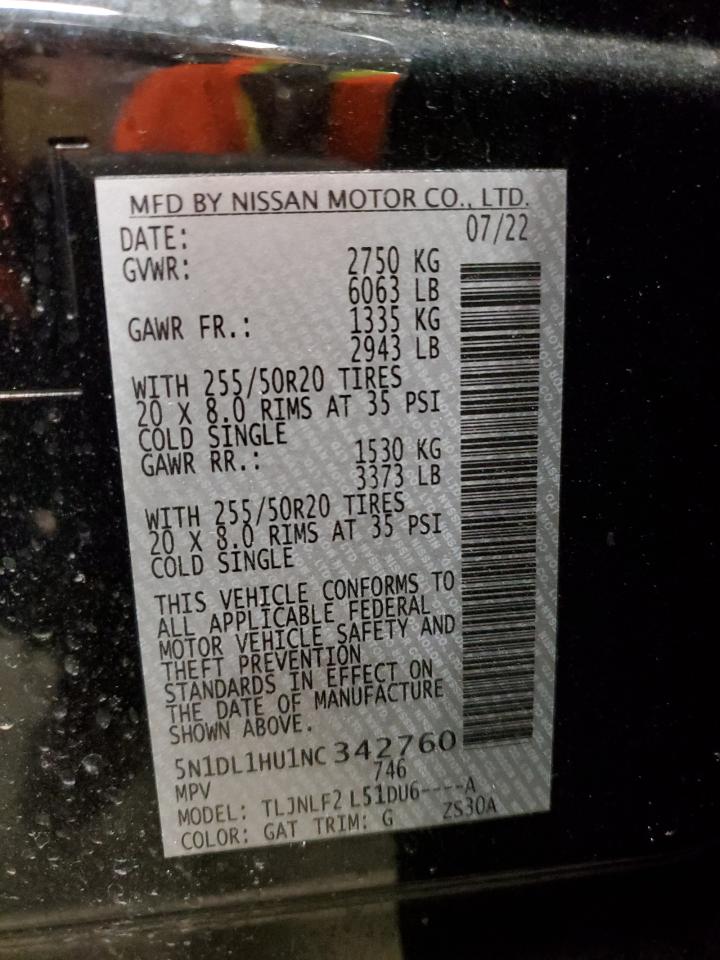 MFD BY NISSAN MOTOR CO., LTD.
DATE: 07/22
GVWR: 2750 KG
6063 LB
GAWR FR.: 1335 KG
2943 LB
WITH 255/50R20 TIRES
20 X 8.0 RIMS AT 35 PSI
COLD SINGLE
GAWR RR.: 1530 KG
3373 LB
WITH 255/50R20 TIRES
20 X 8.0 RIMS AT 35 PSI
COLD SINGLE
THIS VEHICLE CONFORMS TO
ALL APPLICABLE FEDERAL
MOTOR VEHICLE SAFETY AND
THEFT PREVENTION
STANDARDS IN EFFECT ON
THE DATE OF MANUFACTURE
SHOWN ABOVE.
5N1DL1HU1NC342760
MPV 746
MODEL: TLJNLF2 L51DU6----A
COLOR: GAT TRIM: G ZS30A